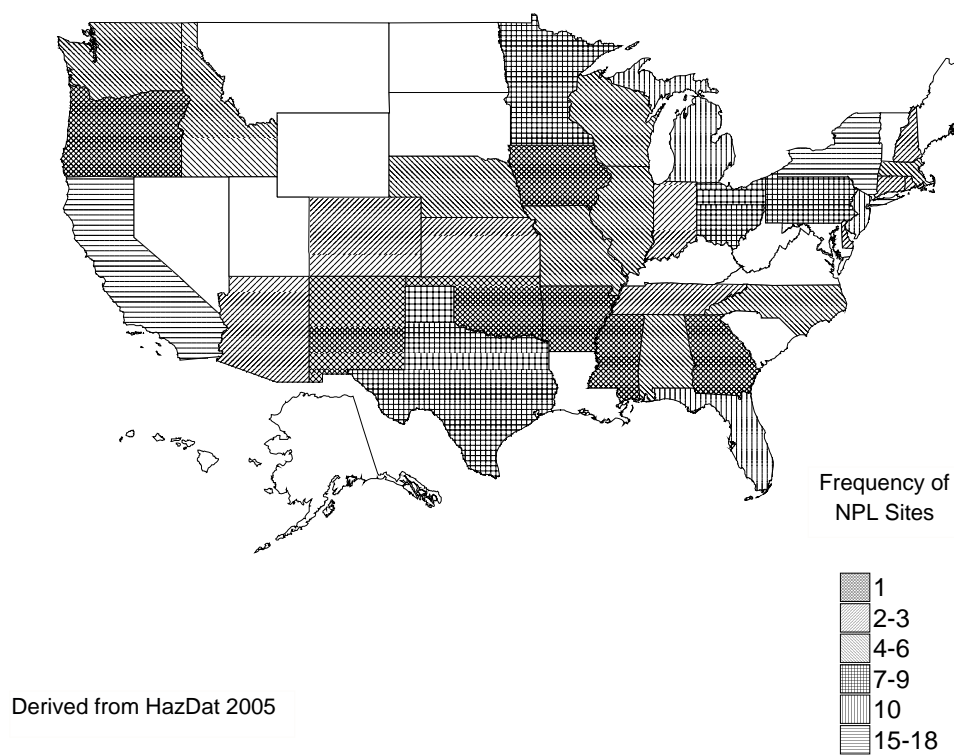 Frequency of
NPL Sites
1
2-3
4-6
7-9
10
15-18
Derived from HazDat 2005